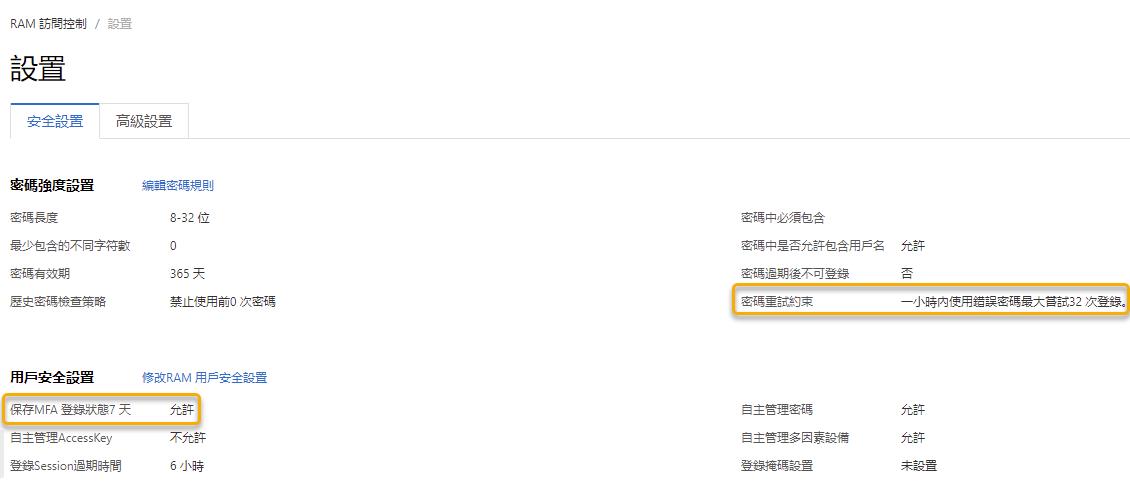 RAM 訪問控制 / 設置
設置
安全設置 高級設置
密碼強度設置 編輯密碼規則
密碼長度 8-32 位 密碼中必須包含
最少包含的不同字符數 0 密碼中是否允許包含用戶名 允許
密碼有效期 365 天 密碼過期後不可登錄 否
歷史密碼檢查策略 禁止使用前0 次密碼 密碼重試約束 一小時內使用錯誤密碼最大嘗試32 次登錄。
用戶安全設置 修改RAM 用戶安全設置
保存MFA 登錄狀態7 天 允許 自主管理密碼 允許
自主管理AccessKey 不允許 自主管理多因素設備 允許
登錄Session過期時間 6 小時 登錄掩碼設置 未設置